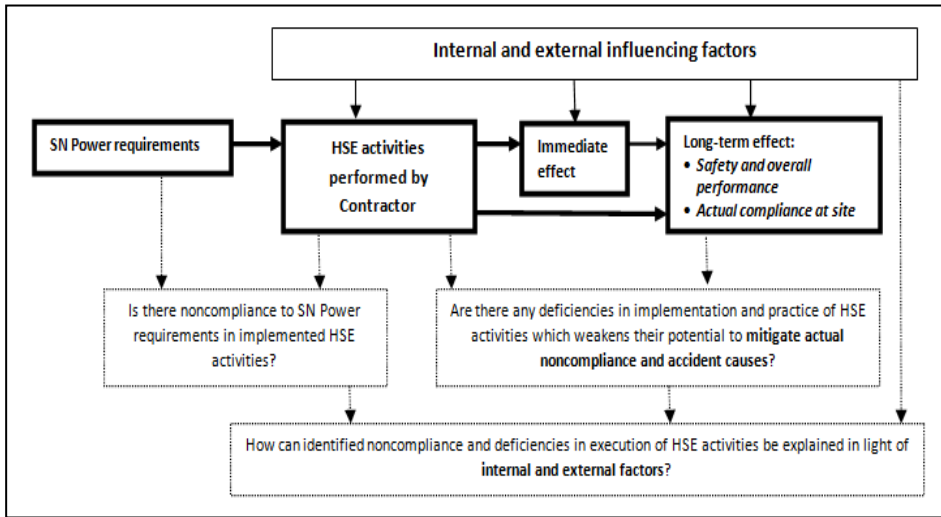 Internal and external influencing factors
SN Power requirements
HSE activities
performed by
Contractor
Immediate
effect
Long-term effect:
• Safety and overall
performance
• Actual compliance at site
Is there noncompliance to SN Power
requirements in implemented HSE
activities?
Are there any deficiencies in implementation and practice of HSE
activities which weakens their potential to mitigate actual
noncompliance and accident causes?
How can identified noncompliance and deficiencies in execution of HSE activities be explained in light of
internal and external factors?